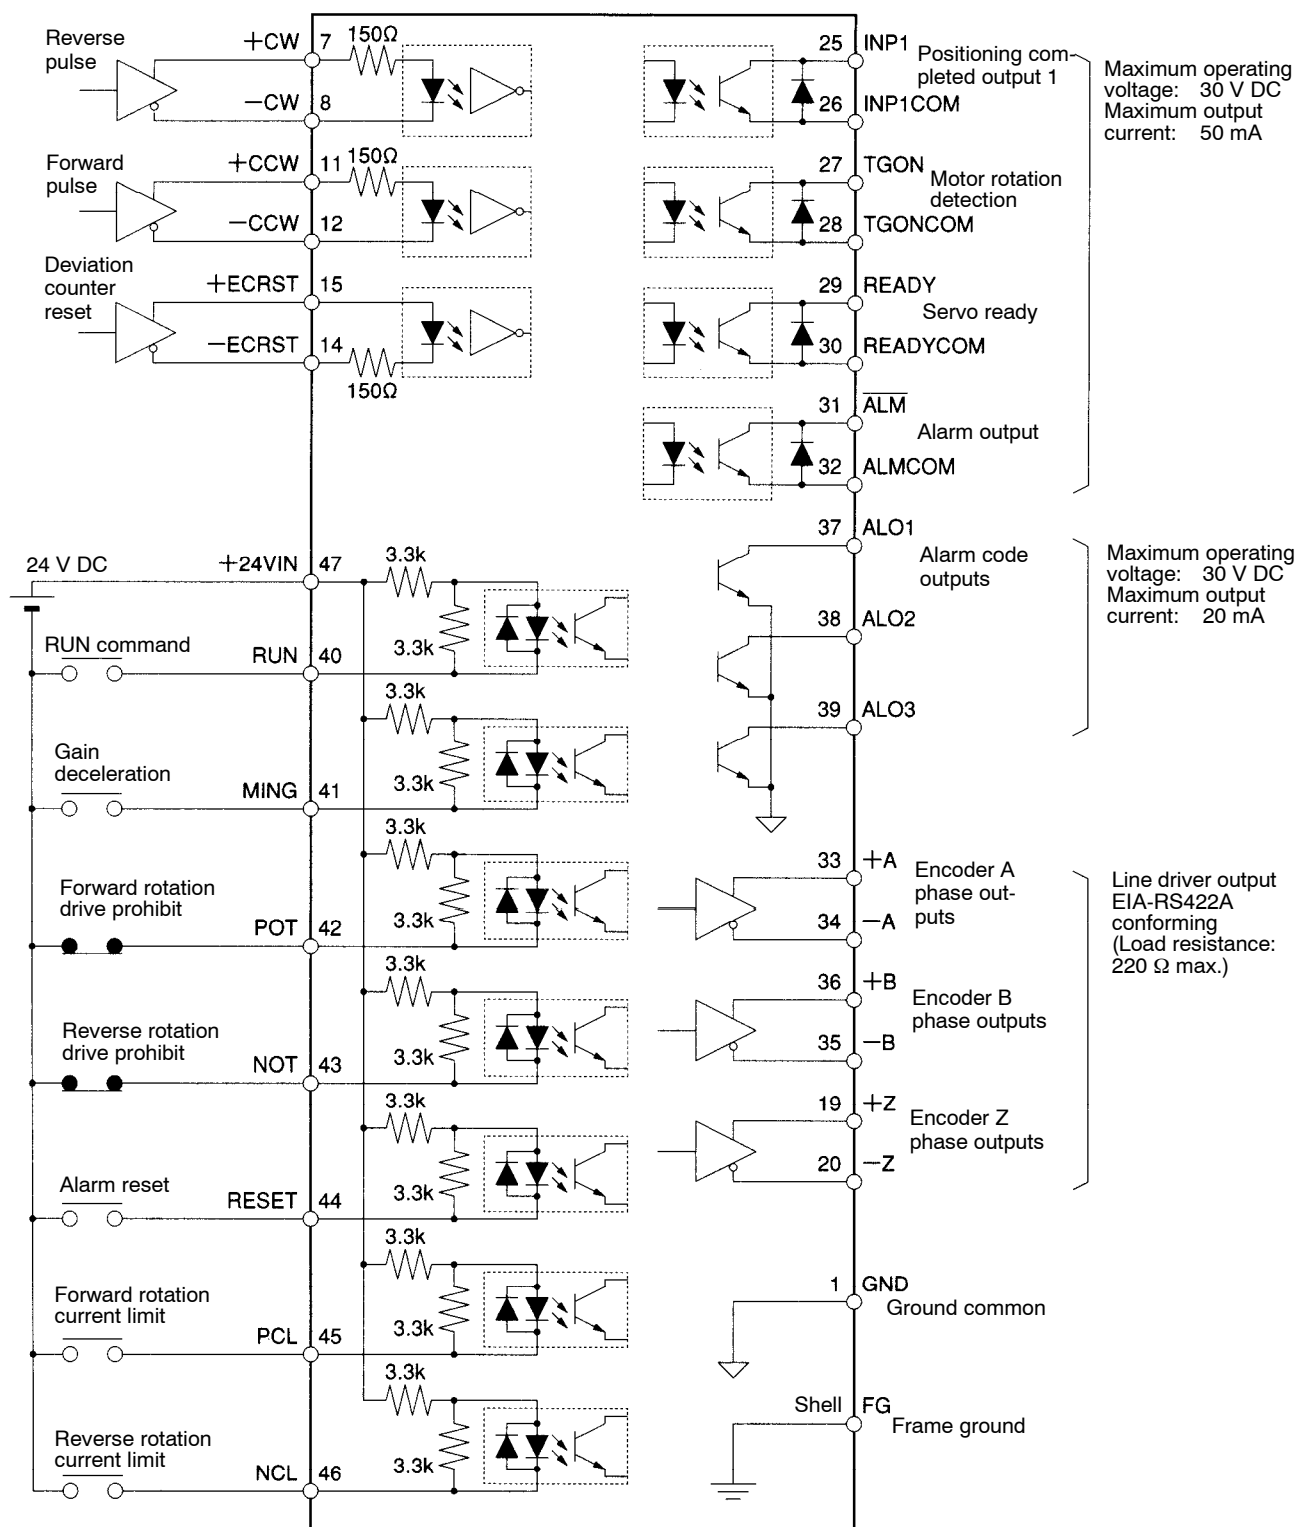 Reverse
pulse
+CW 7 150Ω
−CW 8
Forward
pulse
+CCW 11 150Ω
−CCW 12
Deviation
counter
reset
+ECRST 15
−ECRST 14
150Ω
24 V DC
+24VIN 47 3.3k
3.3k
RUN command
RUN 40
3.3k
3.3k
Gain
deceleration
MING 41
3.3k
3.3k
Forward rotation
drive prohibit
POT 42
3.3k
3.3k
Reverse rotation
drive prohibit
NOT 43
3.3k
3.3k
Alarm reset
RESET 44
3.3k
3.3k
Forward rotation
current limit
PCL 45
3.3k
3.3k
Reverse rotation
current limit
NCL 46
25 INP1
Positioning com-
pleted output 1
26 INP1COM
27 TGON
Motor rotation
detection
28 TGONCOM
29 READY
Servo ready
30 READYCOM
31 ALM
Alarm output
32 ALMCOM
Maximum operating
voltage: 30 V DC
Maximum output
current: 50 mA
37 ALO1
Alarm code
outputs
38 ALO2
39 ALO3
Maximum operating
voltage: 30 V DC
Maximum output
current: 20 mA
33 +A
Encoder A
phase out-
puts
34 −A
36 +B
Encoder B
phase outputs
35 −B
19 +Z
Encoder Z
phase outputs
20 −Z
Line driver output
EIA-RS422A
conforming
(Load resistance:
220 Ω max.)
1 GND
Ground common
Shell FG
Frame ground